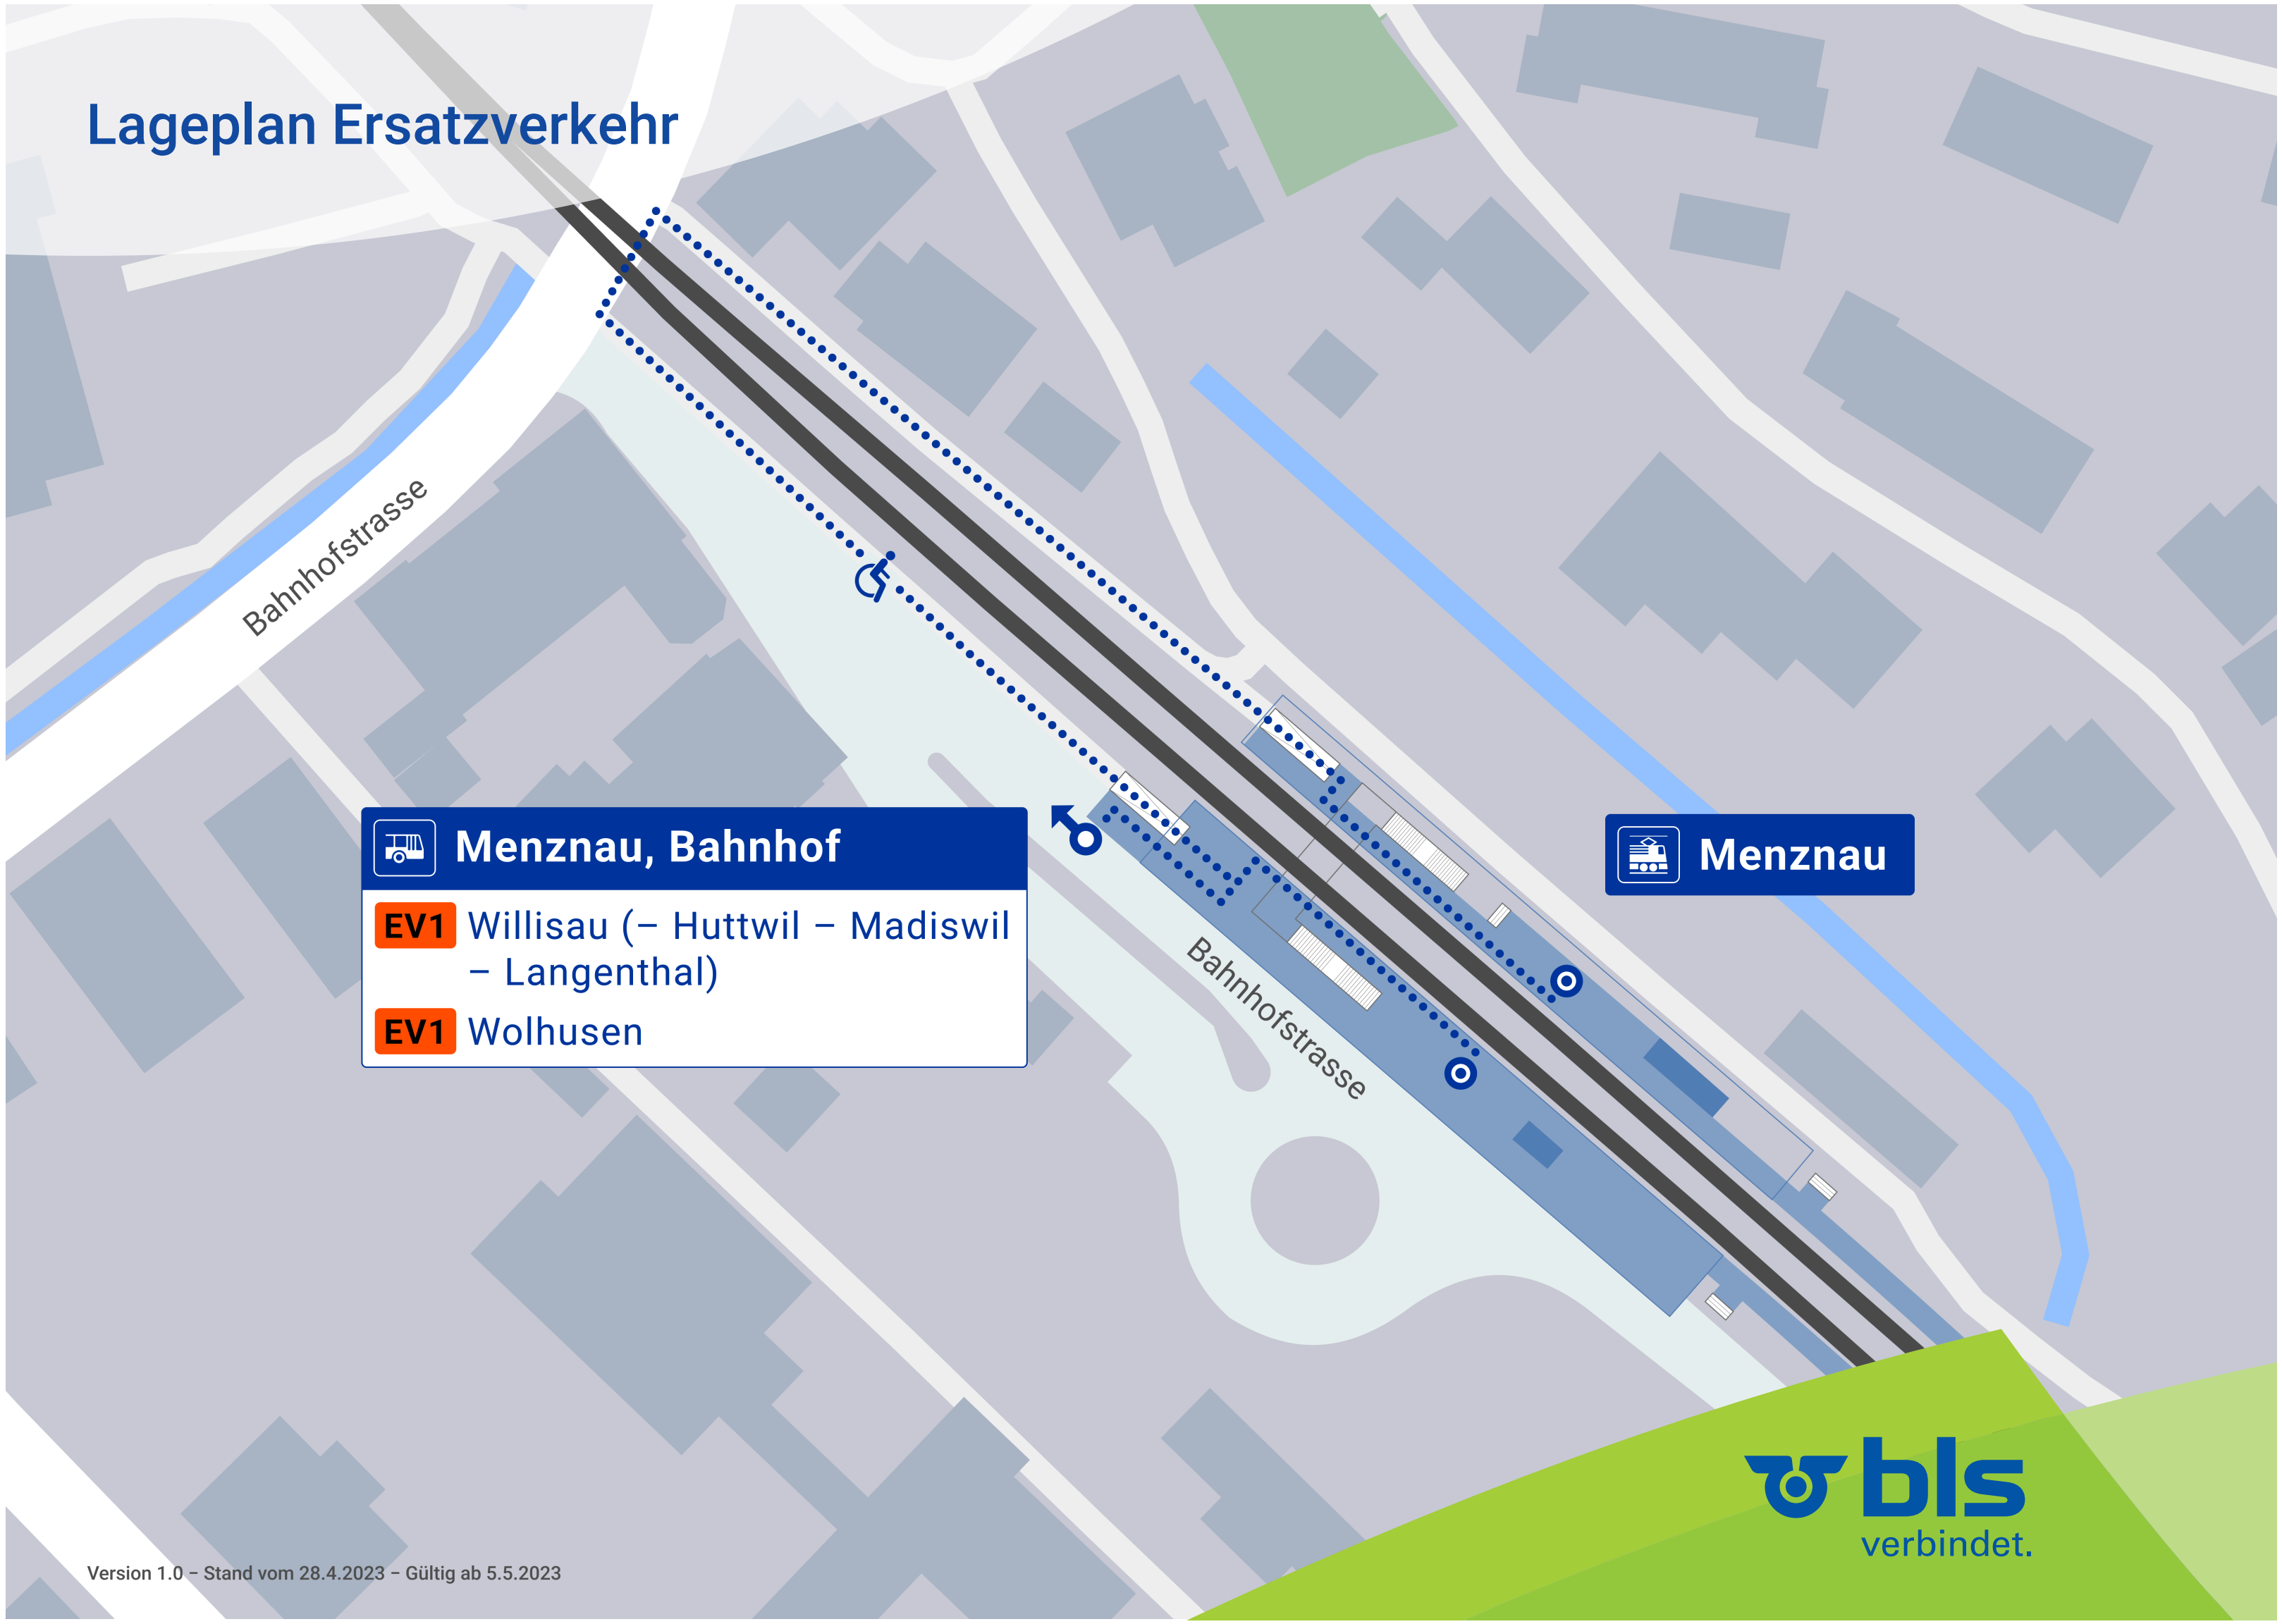 Lageplan Ersatzverkehr
Bahnhofstrasse
Menznau, Bahnhof
EV1 Willisau (– Huttwil – Madiswil
– Langenthal)
EV1 Wolhusen
Menznau
Bahnhofstrasse
bls
verbindet.
Version 1.0 – Stand vom 28.4.2023 – Gültig ab 5.5.2023